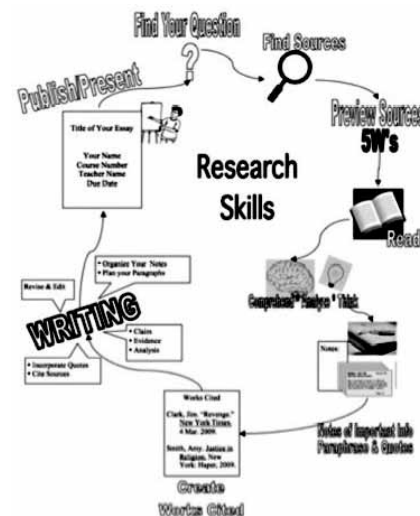 Find Your Question
Find Sources
Preview Sources
5W's
Read
Comprehend * Analyze * Think
Notes:
Notes of Important Info
Paraphrase & Quotes
Works Cited
Clark, Jim. "Revenge."
New York Times.
4 Mar. 2009.
Smith, Amy. Justice in
Religion, New
York: Haper, 2009.
Create
Works Cited
WRITING
• Organize Your Notes
• Plan your Paragraphs
Revise & Edit
• Claim
• Evidence
• Analysis
• Incorporate Quotes
• Cite Sources
Publish/Present
Title of Your Essay
Your Name
Course Number
Teacher Name
Due Date
Research
Skills